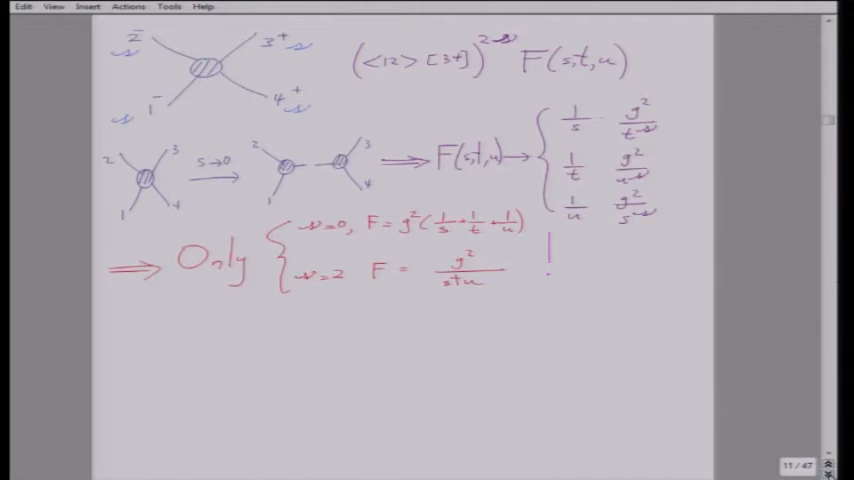 Edit View Insert Actions Tools Help
2⁻ s 3⁺ s (<12> [34])^{2s} F(s,t,u)
1⁻ s 4⁺ s
2 3 s→0 2 3 ⟹ F(s,t,u) → { 1/s g²/t^s
1 4 1 4 1/t g²/u^s
1/u g²/s^s
⟹ Only { s=0, F = g²(1/s + 1/t + 1/u) !
s=2 F = g²/stu
11 / 47